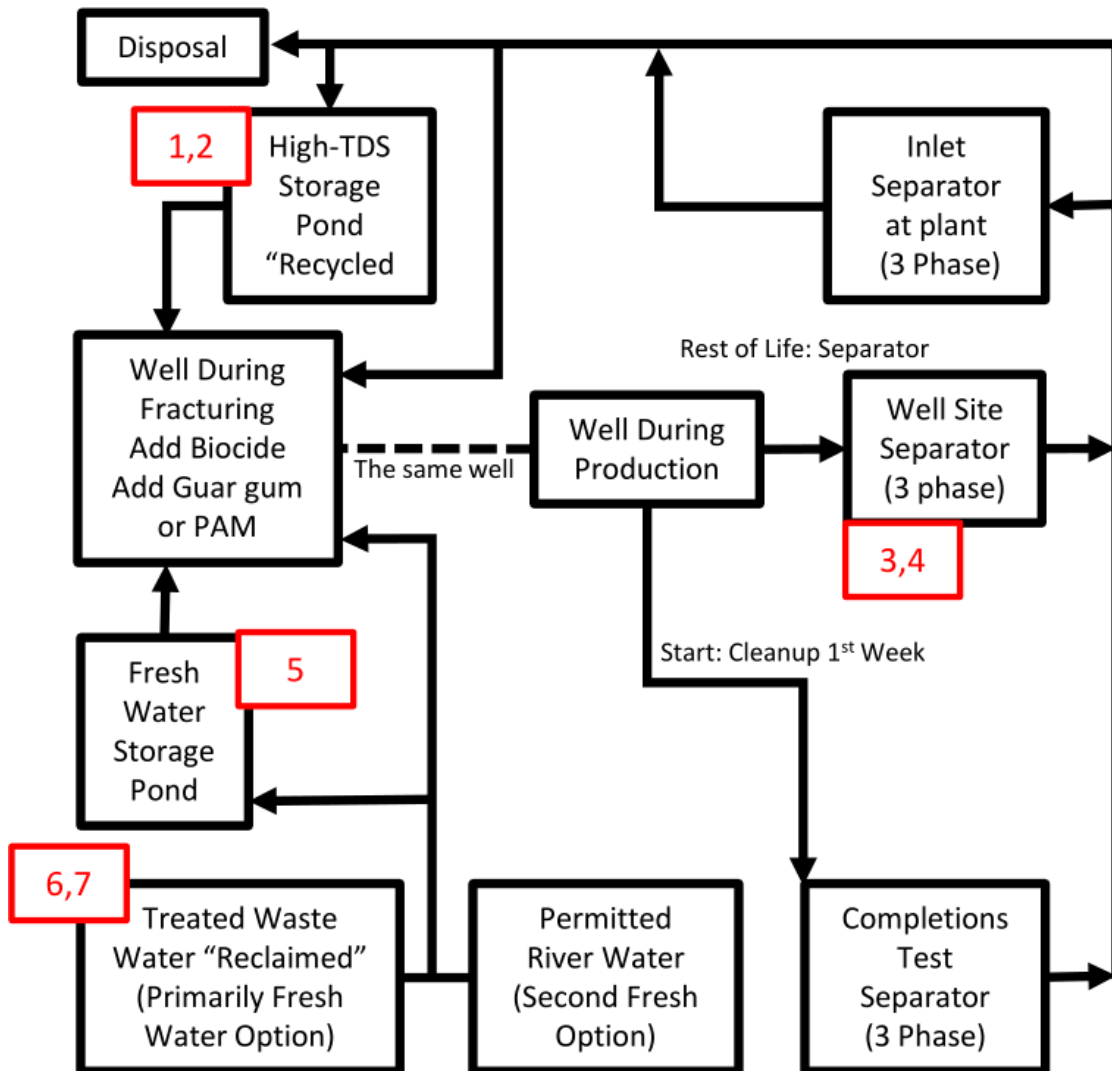 Disposal
1,2
High-TDS
Storage
Pond
“Recycled
Inlet
Separator
at plant
(3 Phase)
Well During
Fracturing
Add Biocide
Add Guar gum
or PAM
The same well
Well During
Production
Rest of Life: Separator
Well Site
Separator
(3 phase)
3,4
Fresh
Water
Storage
Pond
5
Start: Cleanup 1st Week
6,7
Treated Waste
Water “Reclaimed”
(Primarily Fresh
Water Option)
Permitted
River Water
(Second Fresh
Option)
Completions
Test
Separator
(3 Phase)